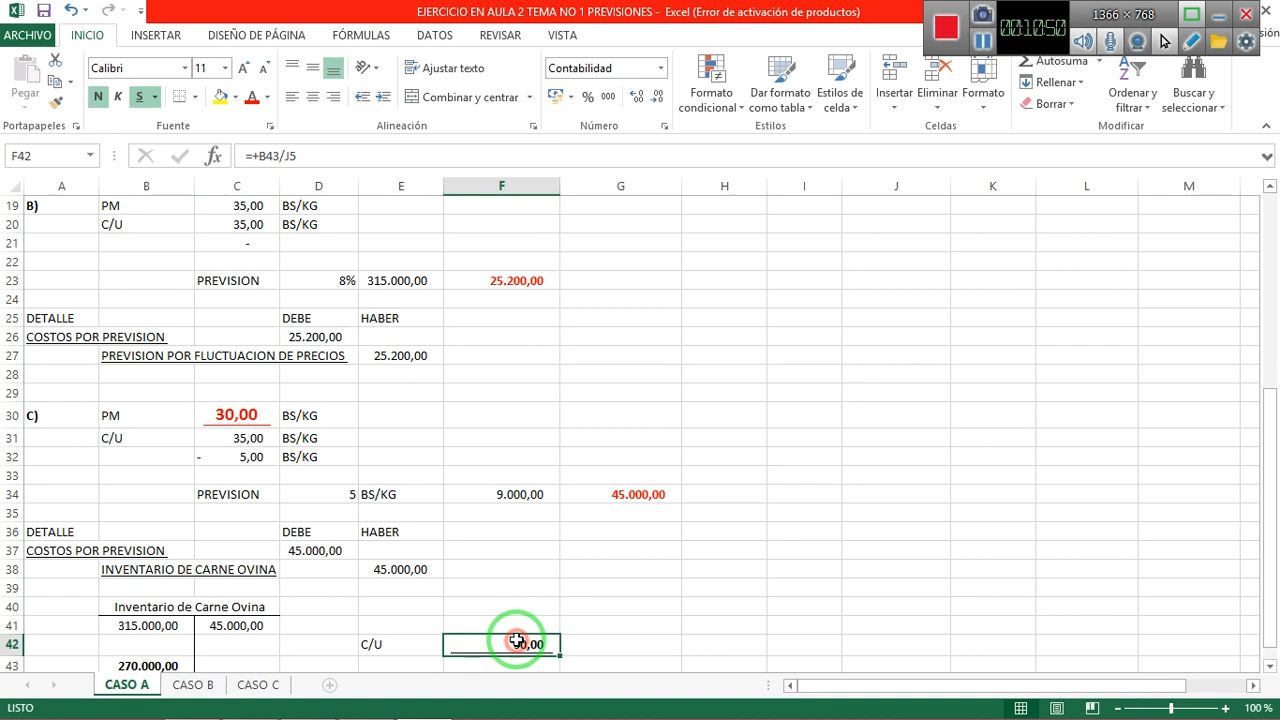 EJERCICIO EN AULA 2 TEMA NO 1 PREVISIONES - Excel (Error de activación de productos)
1366 × 768
00:10:50
ARCHIVO INICIO INSERTAR DISEÑO DE PÁGINA FÓRMULAS DATOS REVISAR VISTA
Pegar
Calibri 11
N K S
Ajustar texto
Combinar y centrar
Contabilidad
% 000
Formato condicional
Dar formato como tabla
Estilos de celda
Insertar Eliminar Formato
Autosuma
Rellenar
Borrar
Ordenar y filtrar
Buscar y seleccionar
Portapapeles Fuente Alineación Número Estilos Celdas Modificar
F42 fx =+B43/J5
A B C D E F G H I J K L M
19 B) PM 35,00 BS/KG
20 C/U 35,00 BS/KG
21 -
22
23 PREVISION 8% 315.000,00 25.200,00
24
25 DETALLE DEBE HABER
26 COSTOS POR PREVISION 25.200,00
27 PREVISION POR FLUCTUACION DE PRECIOS 25.200,00
28
29
30 C) PM 30,00 BS/KG
31 C/U 35,00 BS/KG
32 - 5,00 BS/KG
33
34 PREVISION 5 BS/KG 9.000,00 45.000,00
35
36 DETALLE DEBE HABER
37 COSTOS POR PREVISION 45.000,00
38 INVENTARIO DE CARNE OVINA 45.000,00
39
40 Inventario de Carne Ovina
41 315.000,00 45.000,00
42 C/U
43 270.000,00
CASO A CASO B CASO C
LISTO 100 %